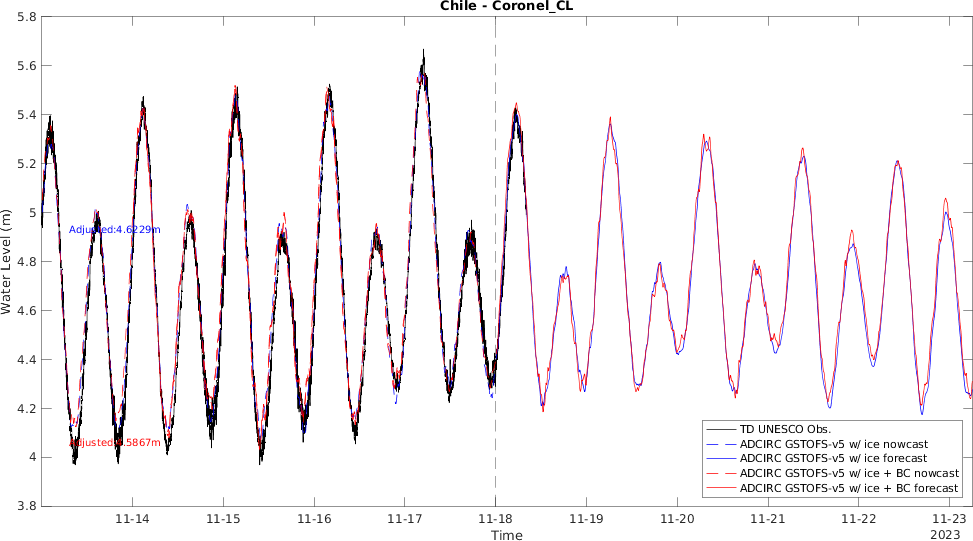 Chile - Coronel_CL
5.8
5.6
5.4
5.2
5
4.8
4.6
4.4
4.2
4
3.8
Water Level (m)
Adjusted:4.6229m
Adjusted:4.5867m
11-14
11-15
11-16
11-17
11-18
11-19
11-20
11-21
11-22
11-23
2023
Time
TD UNESCO Obs.
ADCIRC GSTOFS-v5 w/ ice nowcast
ADCIRC GSTOFS-v5 w/ ice forecast
ADCIRC GSTOFS-v5 w/ ice + BC nowcast
ADCIRC GSTOFS-v5 w/ ice + BC forecast